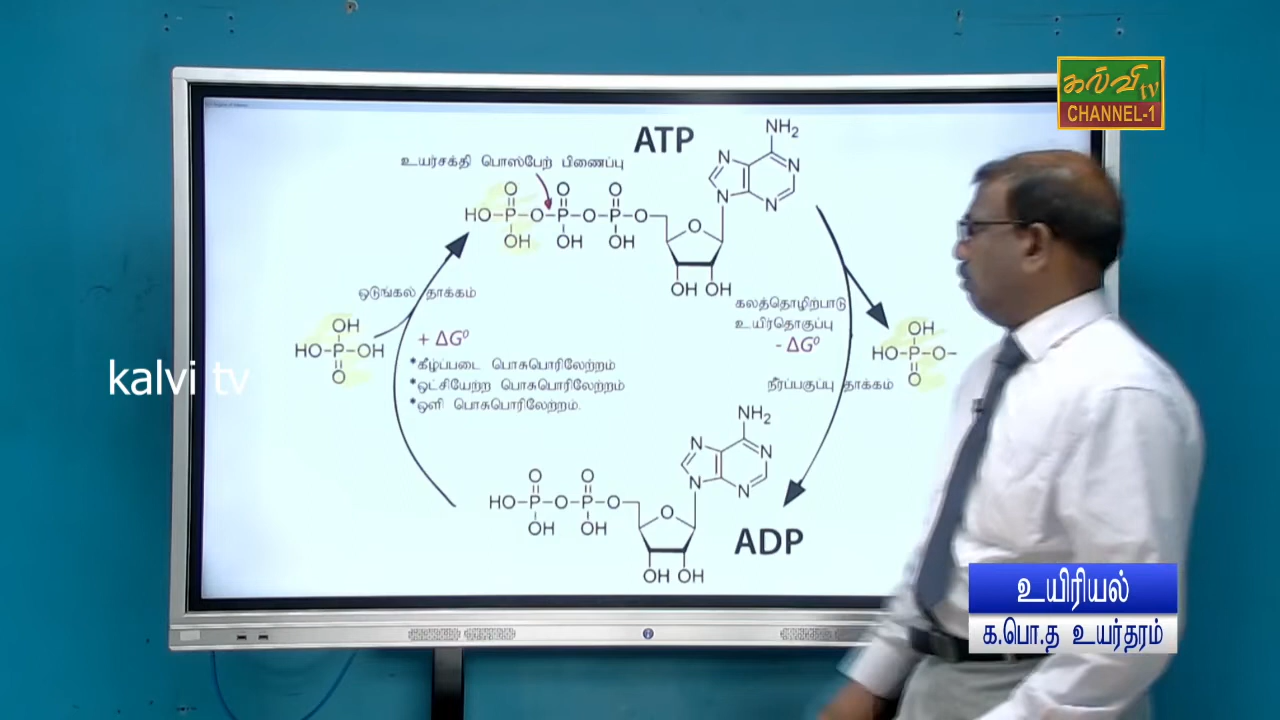 கல்வி tv
CHANNEL-1
ATP
NH₂
உயர்சக்தி பொஸ்பேற் பிணைப்பு
N
N
N
N
O
O
O
HO-P-O-P-O-P-O
O
OH
OH
OH
OH OH
ஒடுங்கல் தாக்கம்
OH
HO-P-OH
O
+ ΔG⁰
*கீழ்ப்படை பொசுபொரிலேற்றம்
*ஒட்சியேற்ற பொசுபொரிலேற்றம்
*ஒளி பொசுபொரிலேற்றம்.
கலத்தொழிற்பாடு
உயிர்தொகுப்பு
- ΔG⁰
நீர்ப்பகுப்பு தாக்கம்
OH
HO-P-O-
O
kalvi tv
NH₂
N
N
N
N
O
O
HO-P-O-P-O
O
OH
OH
OH OH
ADP
உயிரியல்
க.பொ.த உயர்தரம்